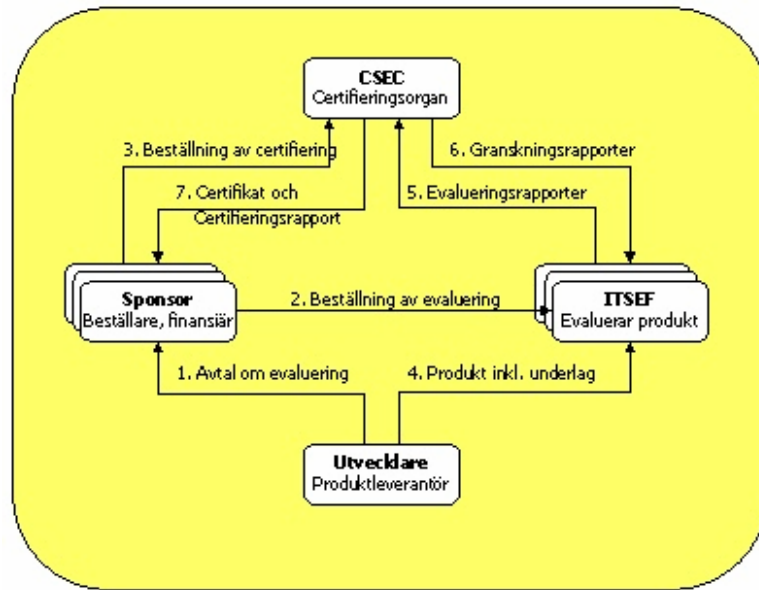 CSEC
Certifieringsorgan
3. Beställning av certifiering
6. Granskningsrapporter
7. Certifikat och
Certifieringsrapport
5. Evalueringsrapporter
Sponsor
Beställare, finansiär
2. Beställning av evaluering
ITSEF
Evaluerar produkt
1. Avtal om evaluering
4. Produkt inkl. underlag
Utvecklare
Produktleverantör